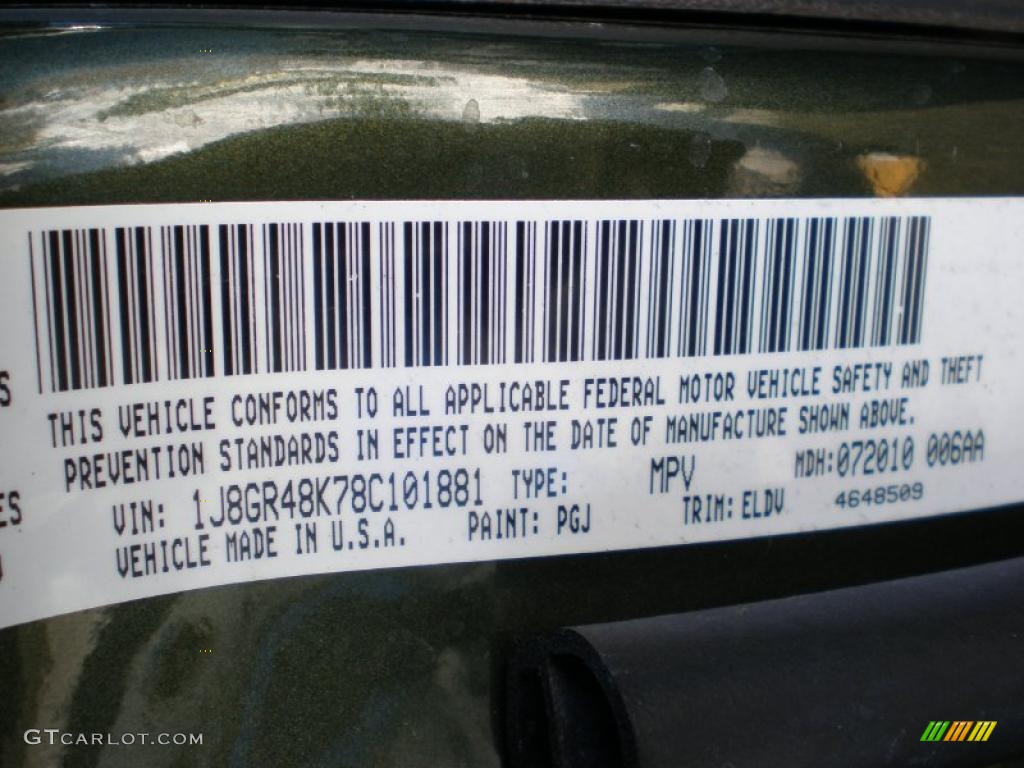 THIS VEHICLE CONFORMS TO ALL APPLICABLE FEDERAL MOTOR VEHICLE SAFETY AND THEFT
PREVENTION STANDARDS IN EFFECT ON THE DATE OF MANUFACTURE SHOWN ABOVE.
VIN: 1J8GR48K78C101881 TYPE: MPV MDH:072010 006AA
VEHICLE MADE IN U.S.A. PAINT: PGJ TRIM: ELDV 4648509
S
ES
GTCARLOT.COM